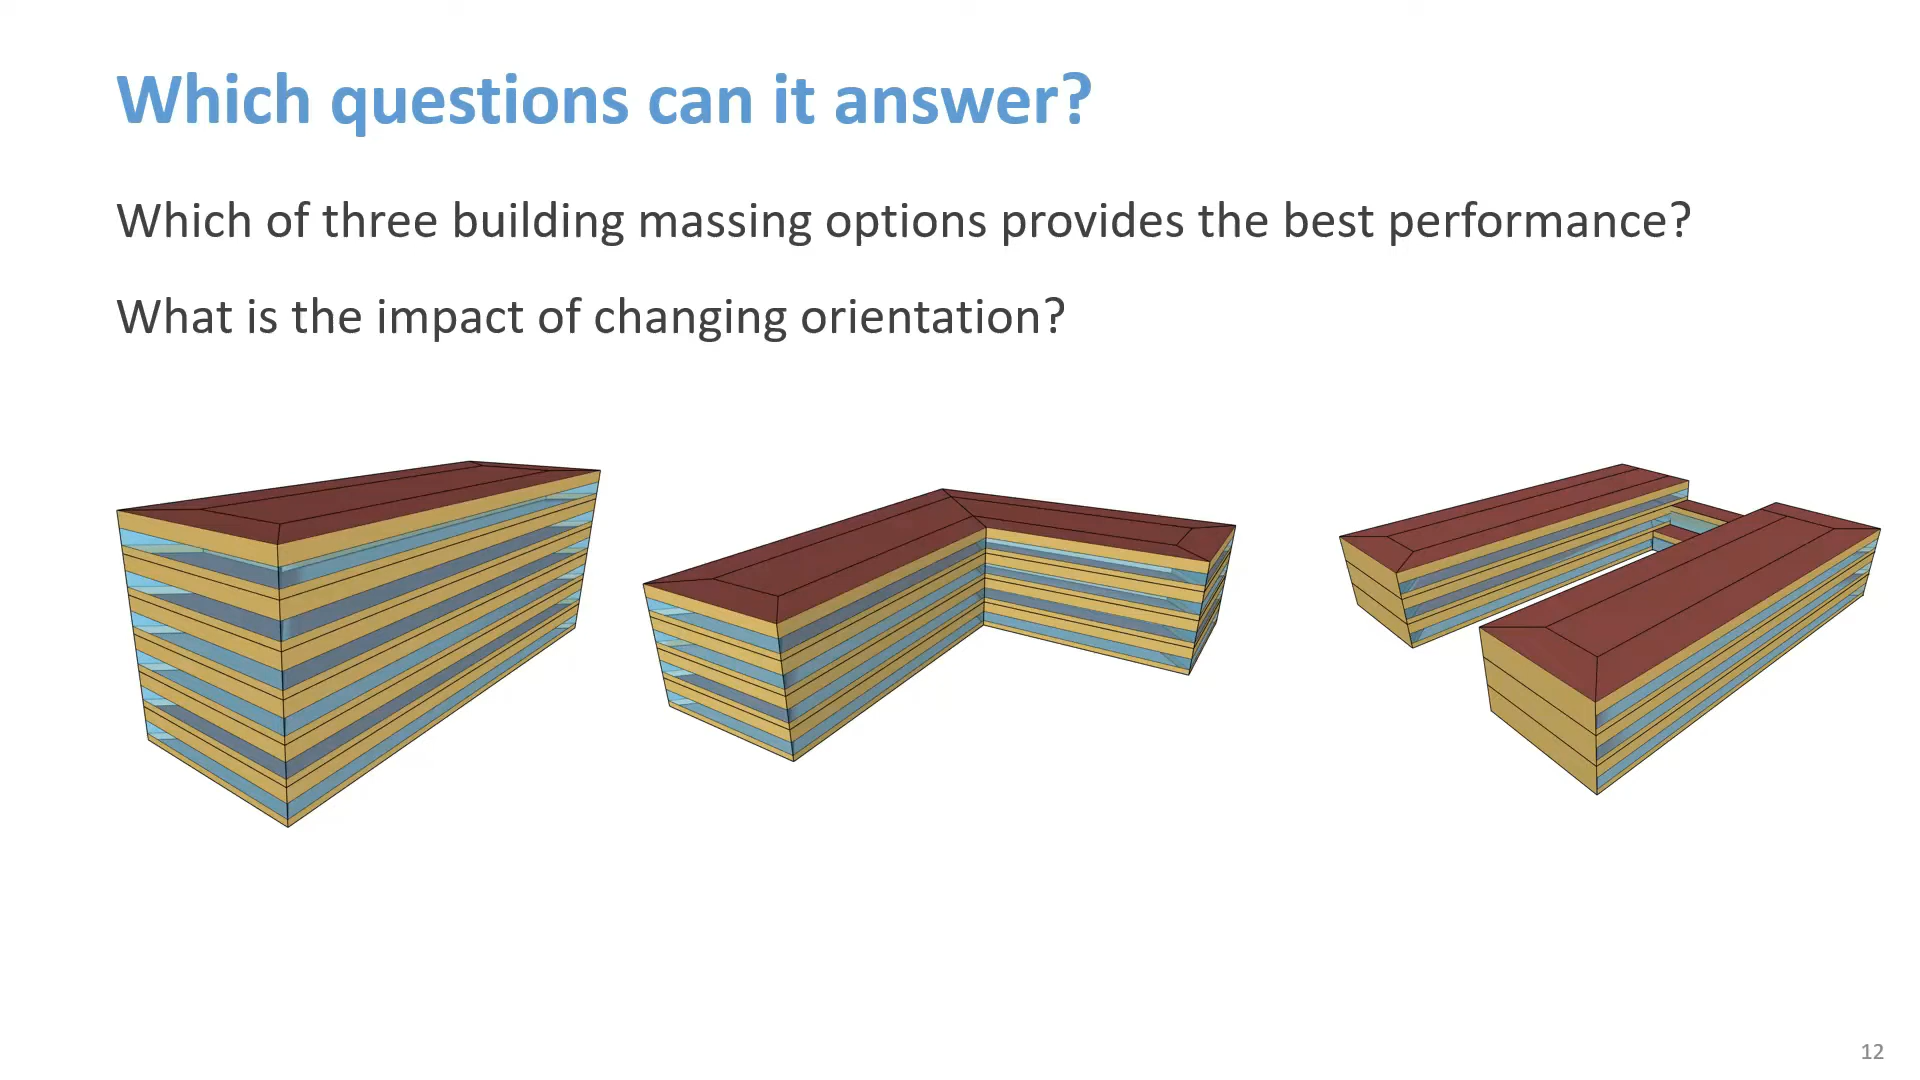 Which questions can it answer?
Which of three building massing options provides the best performance?
What is the impact of changing orientation?
12